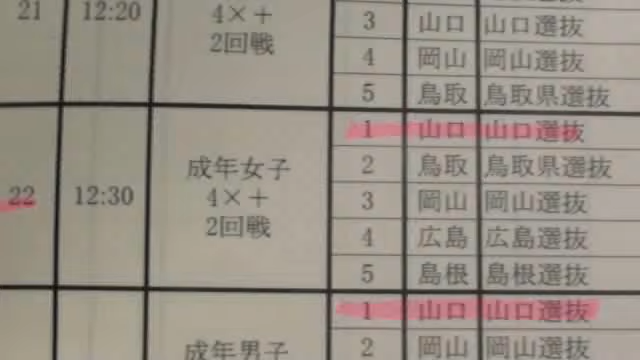 21 12:20 4×+ 2回戦
3 山口 山口選抜
4 岡山 岡山選抜
5 鳥取 鳥取県選抜
22 12:30 成年女子 4×+ 2回戦
1 山口 山口選抜
2 鳥取 鳥取県選抜
3 岡山 岡山選抜
4 広島 広島選抜
5 島根 島根県選抜
成年男子
1 山口 山口選抜
2 岡山 岡山選抜